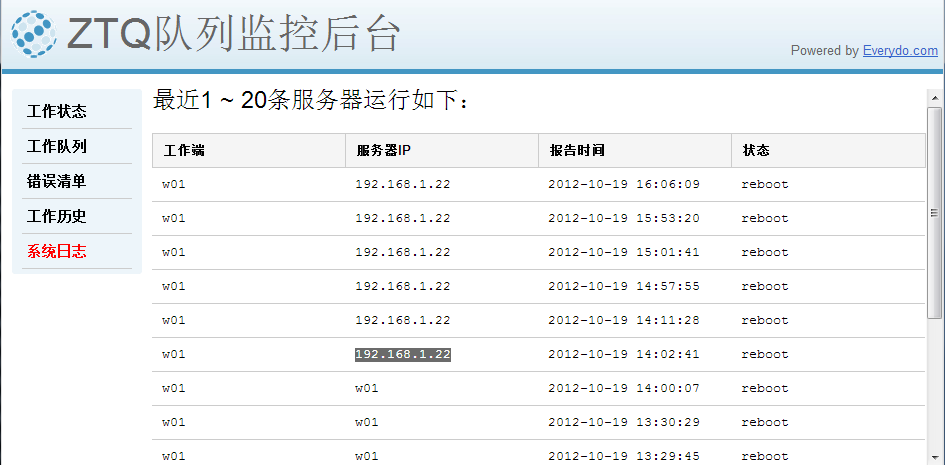 ZTQ队列监控后台
Powered by Everydo.com
工作状态
工作队列
错误清单
工作历史
系统日志
最近1 ~ 20条服务器运行如下：
工作端 服务器IP 报告时间 状态
w01 192.168.1.22 2012-10-19 16:06:09 reboot
w01 192.168.1.22 2012-10-19 15:53:20 reboot
w01 192.168.1.22 2012-10-19 15:01:41 reboot
w01 192.168.1.22 2012-10-19 14:57:55 reboot
w01 192.168.1.22 2012-10-19 14:11:28 reboot
w01 192.168.1.22 2012-10-19 14:02:41 reboot
w01 w01 2012-10-19 14:00:07 reboot
w01 w01 2012-10-19 13:30:29 reboot
w01 w01 2012-10-19 13:29:45 reboot